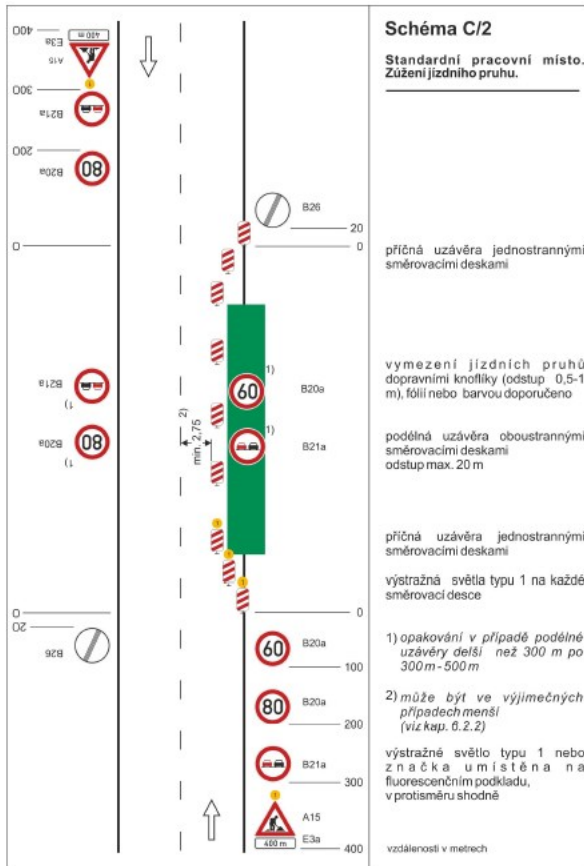 Schéma C/2
Standardní pracovní místo.
Zúžení jízdního pruhu.
400
400 m
E3a
A15
300
B21a
200
B20a
80
0
B26
20
0
příčná uzávěra jednostrannými
směrovacími deskami
vymezení jízdních pruhů
dopravními knoflíky (odstup 0,5-1
m), fólií nebo barvou doporučeno
B21a
1)
1)
60
B20a
2)
min. 2,75
B20a
80
1)
1)
B21a
podélná uzávěra oboustrannými
směrovacími deskami
odstup max. 20 m
příčná uzávěra jednostrannými
směrovacími deskami
výstražná světla typu 1 na každé
směrovací desce
0
20
B26
0
60
B20a
100
1) opakování v případě podélné
uzávěry delší než 300 m po
300 m - 500 m
80
B20a
200
2) může být ve výjimečných
případech menší
(viz kap. 6.2.2)
B21a
300
výstražné světlo typu 1 nebo
značka umístěna na
fluorescenčním podkladu,
v protisměru shodně
A15
E3a
400 m
400
vzdálenosti v metrech